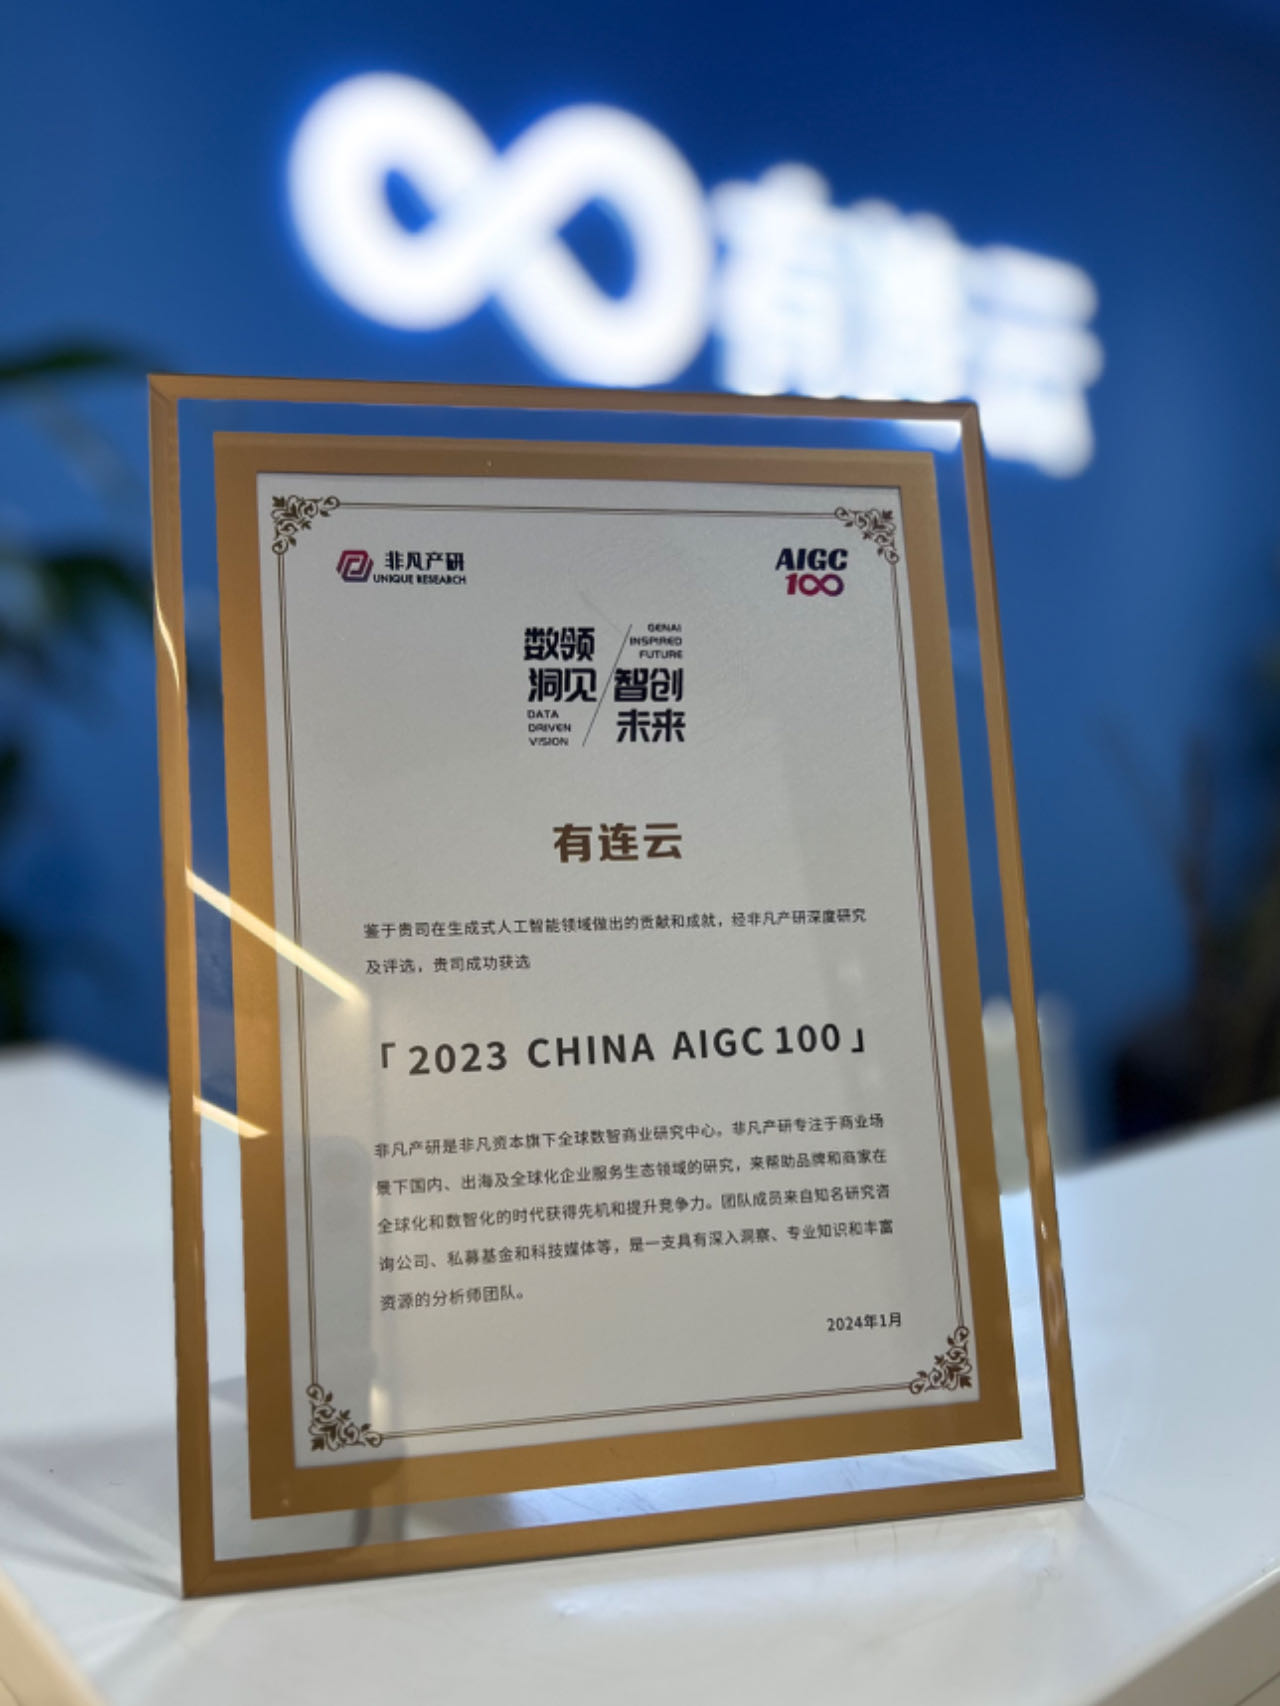 有连云
非凡产研
UNIQUE RESEARCH
AIGC
100
数领
洞见
DATA
DRIVEN
VISION
GENAI
INSPIRED
FUTURE
智创
未来
有连云
鉴于贵司在生成式人工智能领域做出的贡献和成就，经非凡产研深度研究
及评选，贵司成功获选
「2023 CHINA AIGC 100」
非凡产研是非凡资本旗下全球数智商业研究中心。非凡产研专注于商业场
景下国内、出海及全球化企业服务生态领域的研究，来帮助品牌和商家在
全球化和数智化的时代获得先机和提升竞争力。团队成员来自知名研究咨
询公司、私募基金和科技媒体等，是一支具有深入洞察、专业知识和丰富
资源的分析师团队。
2024年1月